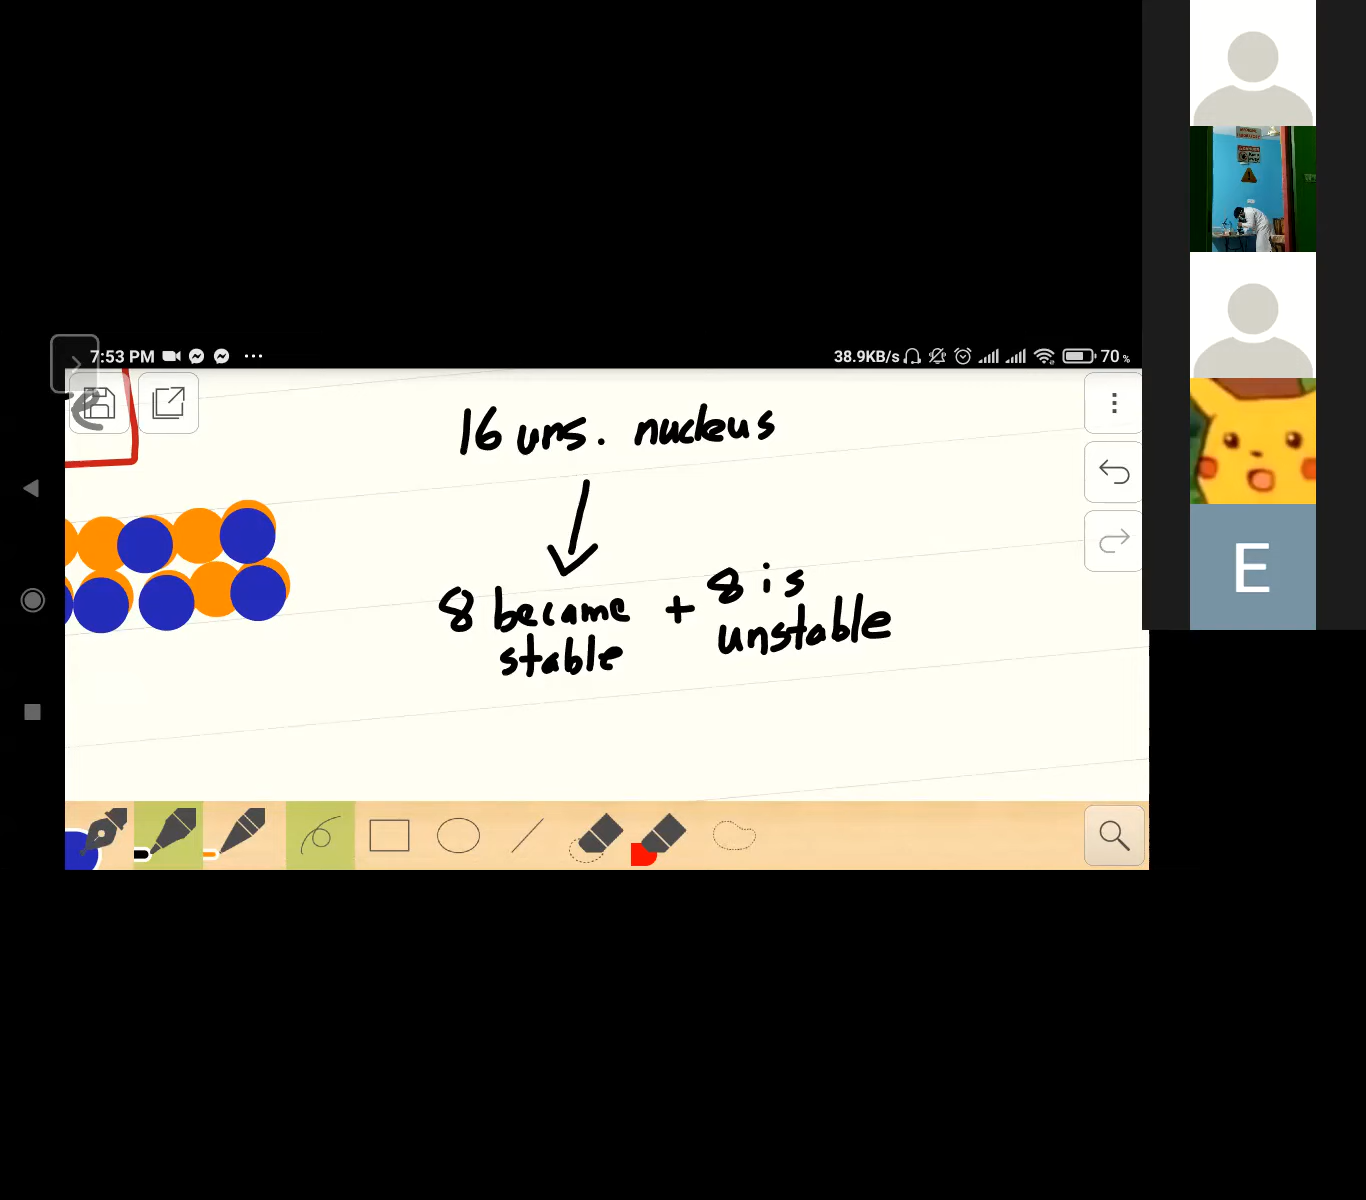 7:53 PM
38.9KB/s
70 %
16 uns. nucleus
8 became + 8 is
stable unstable
E